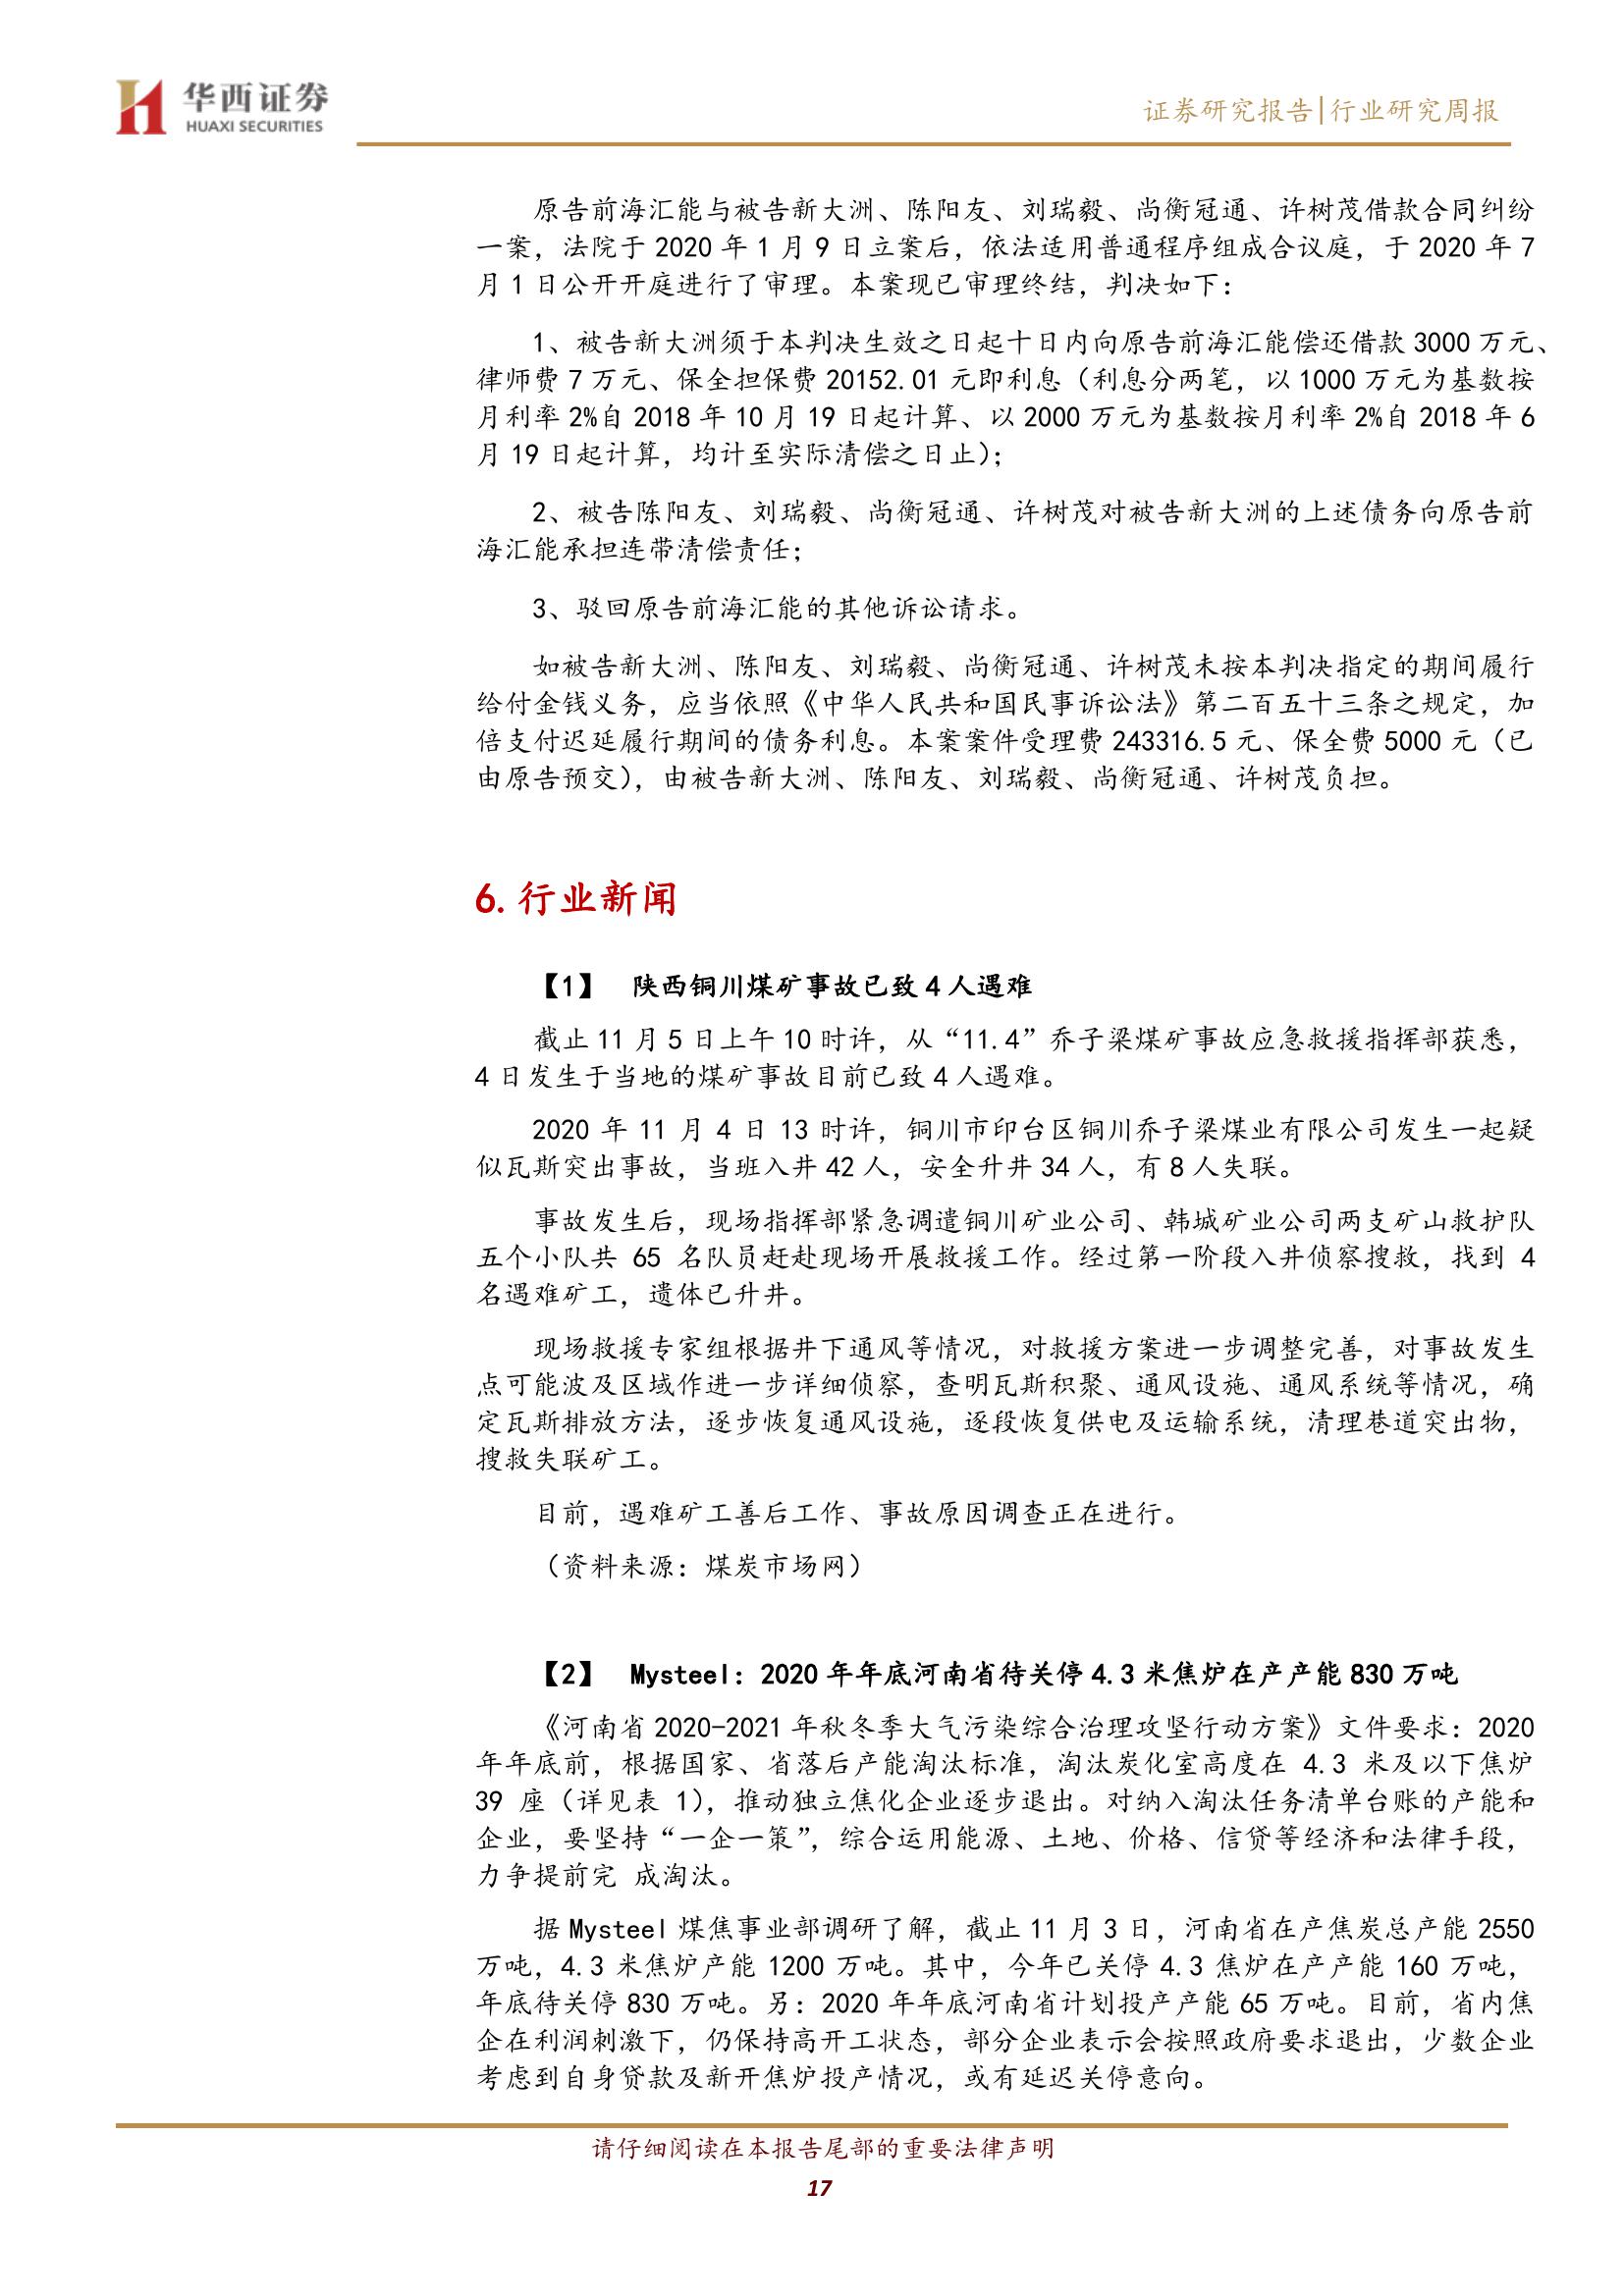 华西证券
HUAXI SECURITIES
证券研究报告|行业研究周报
原告前海汇能与被告新大洲、陈阳友、刘瑞毅、尚衡冠通、许树茂借款合同纠纷
一案，法院于 2020 年 1 月 9 日立案后，依法适用普通程序组成合议庭，于 2020 年 7
月 1 日公开开庭进行了审理。本案现已审理终结，判决如下：
1、被告新大洲须于本判决生效之日起十日内向原告前海汇能偿还借款 3000 万元、
律师费 7 万元、保全担保费 20152.01 元即利息（利息分两笔，以 1000 万元为基数按
月利率 2%自 2018 年 10 月 19 日起计算、以 2000 万元为基数按月利率 2%自 2018 年 6
月 19 日起计算，均计至实际清偿之日止）；
2、被告陈阳友、刘瑞毅、尚衡冠通、许树茂对被告新大洲的上述债务向原告前
海汇能承担连带清偿责任；
3、驳回原告前海汇能的其他诉讼请求。
如被告新大洲、陈阳友、刘瑞毅、尚衡冠通、许树茂未按本判决指定的期间履行
给付金钱义务，应当依照《中华人民共和国民事诉讼法》第二百五十三条之规定，加
倍支付迟延履行期间的债务利息。本案案件受理费 243316.5 元、保全费 5000 元（已
由原告预交），由被告新大洲、陈阳友、刘瑞毅、尚衡冠通、许树茂负担。
6. 行业新闻
【1】 陕西铜川煤矿事故已致 4 人遇难
截止 11 月 5 日上午 10 时许，从“11.4”乔子梁煤矿事故应急救援指挥部获悉，
4 日发生于当地的煤矿事故目前已致 4 人遇难。
2020 年 11 月 4 日 13 时许，铜川市印台区铜川乔子梁煤业有限公司发生一起疑
似瓦斯突出事故，当班入井 42 人，安全升井 34 人，有 8 人失联。
事故发生后，现场指挥部紧急调遣铜川矿业公司、韩城矿业公司两支矿山救护队
五个小队共 65 名队员赶赴现场开展救援工作。经过第一阶段入井侦察搜救，找到 4
名遇难矿工，遗体已升井。
现场救援专家组根据井下通风等情况，对救援方案进一步调整完善，对事故发生
点可能波及区域作进一步详细侦察，查明瓦斯积聚、通风设施、通风系统等情况，确
定瓦斯排放方法，逐步恢复通风设施，逐段恢复供电及运输系统，清理巷道突出物，
搜救失联矿工。
目前，遇难矿工善后工作、事故原因调查正在进行。
（资料来源：煤炭市场网）
【2】 Mysteel：2020 年年底河南省待关停 4.3 米焦炉在产产能 830 万吨
《河南省 2020-2021 年秋冬季大气污染综合治理攻坚行动方案》文件要求：2020
年年底前，根据国家、省落后产能淘汰标准，淘汰炭化室高度在 4.3 米及以下焦炉
39 座（详见表 1），推动独立焦化企业逐步退出。对纳入淘汰任务清单台账的产能和
企业，要坚持“一企一策”，综合运用能源、土地、价格、信贷等经济和法律手段，
力争提前完 成淘汰。
据 Mysteel 煤焦事业部调研了解，截止 11 月 3 日，河南省在产焦炭总产能 2550
万吨，4.3 米焦炉产能 1200 万吨。其中，今年已关停 4.3 焦炉在产产能 160 万吨，
年底待关停 830 万吨。另：2020 年年底河南省计划投产产能 65 万吨。目前，省内焦
企在利润刺激下，仍保持高开工状态，部分企业表示会按照政府要求退出，少数企业
考虑到自身贷款及新开焦炉投产情况，或有延迟关停意向。
请仔细阅读在本报告尾部的重要法律声明
17